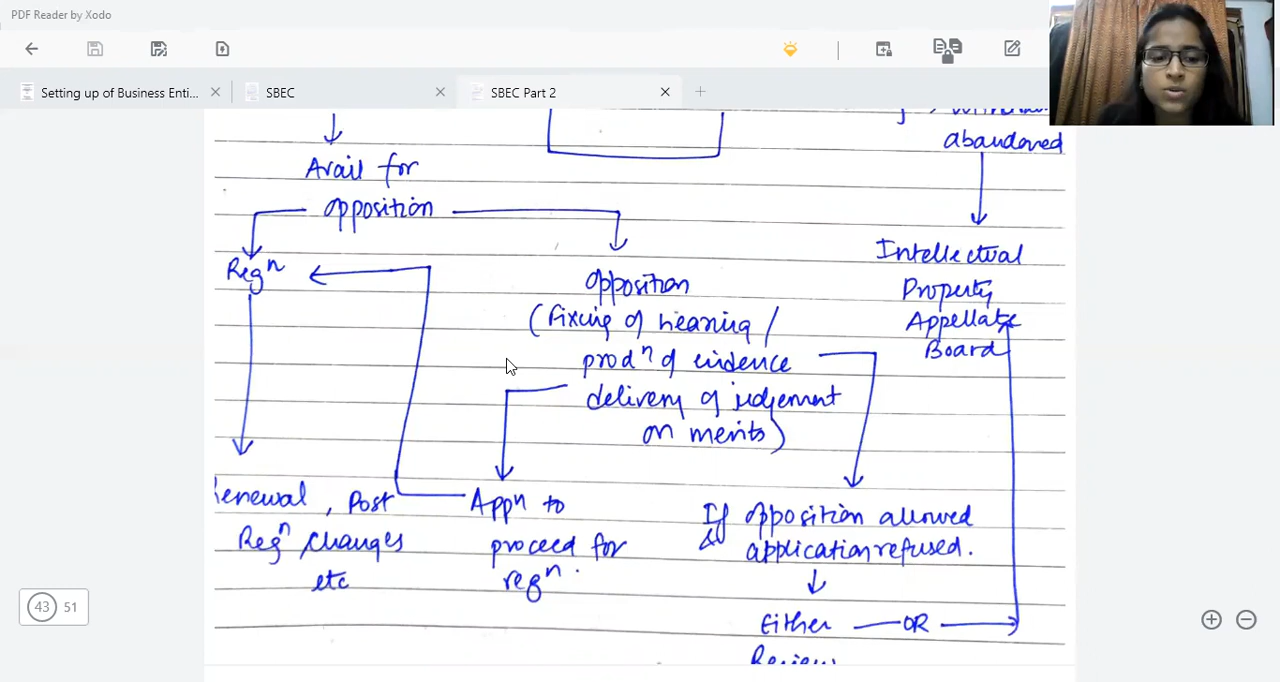 PDF Reader by Xodo
Setting up of Business Enti...
SBEC
SBEC Part 2
abandoned
Avail for
opposition
Regn
opposition
(Fixing of hearing /
prodn of evidence
delivery of judgement
on merits)
Intellectual
Property
Appellate
Board
Renewal, Post
Regn changes
etc
Appn to
proceed for
regn.
If opposition allowed
& application refused.
Either OR
Review
43 51